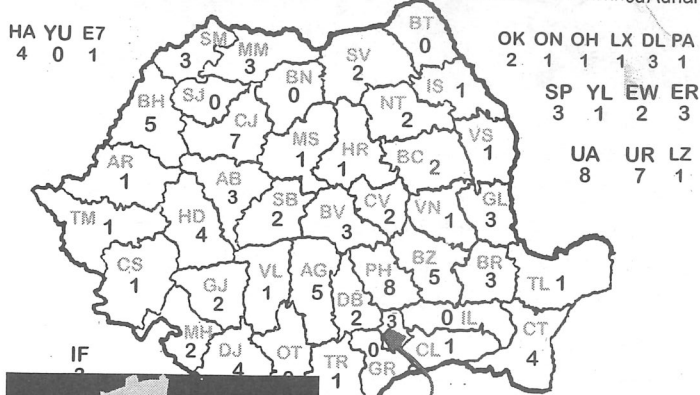 HA YU E7
4 0 1
OK ON OH LX DL PA
2 1 1 1 3 1
SP YL EW ER
3 1 2 3
UA UR LZ
8 7 1
BT
0
SM
3
MM
3
SV
2
BN
0
SJ 0
IS 1
BH
5
CJ
7
NT
2
MS
1
HR
1
BC 2
VS
1
AR
1
AB
3
SB
2
BV
3
CV
2
VN 1
GL
3
TM 1
HD
4
CS
1
GJ
2
VL
1
AG
5
PH
8
BZ
5
BR
3
TL 1
DB
2
3
0 IL
CT
4
MH
2
DJ
4
OT
TR
1
0
GR
CL 1
IF